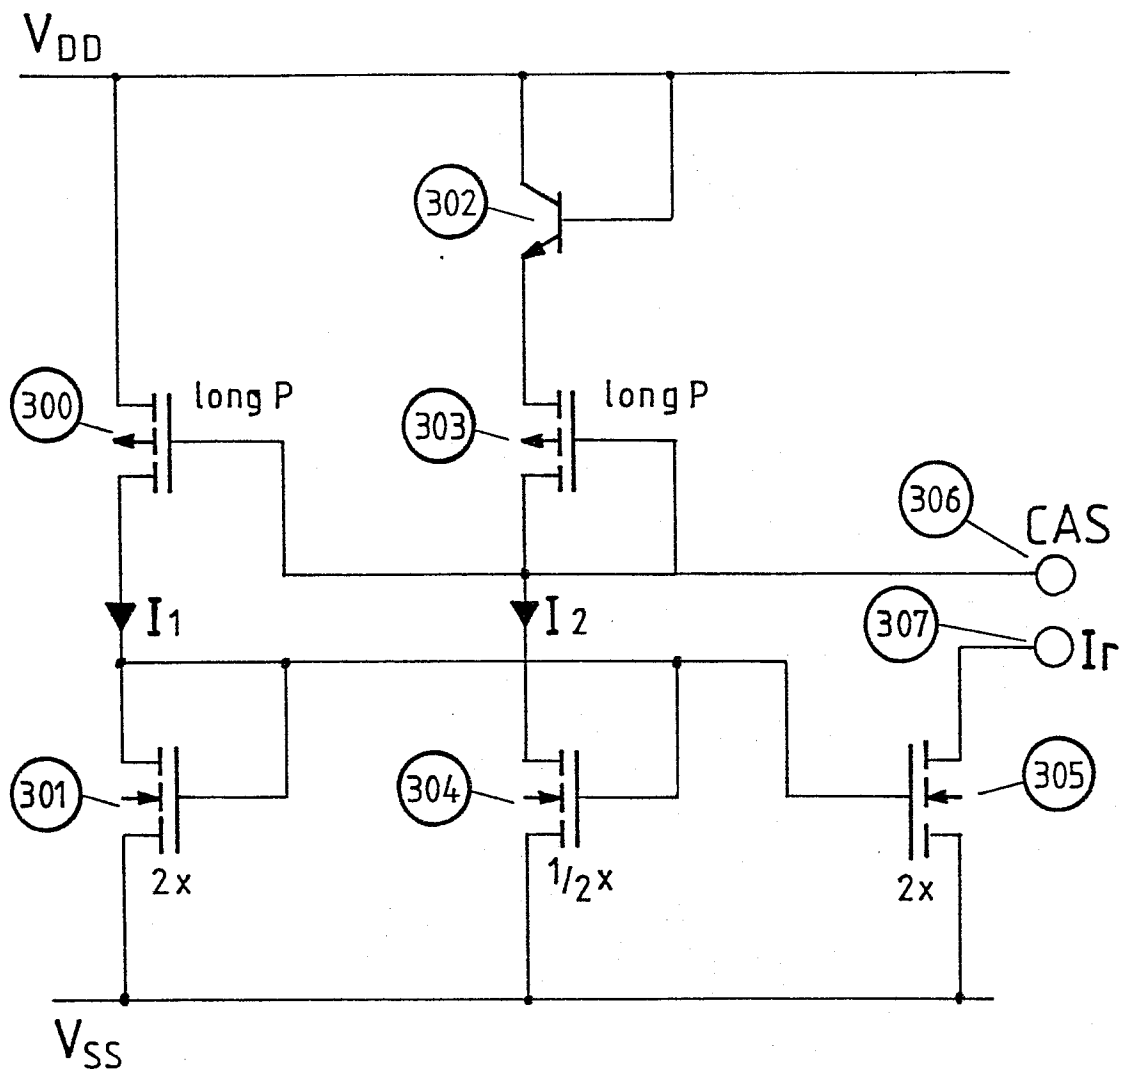 VDD
302
300
long P
303
long P
306
CAS
I1
I2
307
Ir
301
304
305
2x
1/2x
2x
VSS